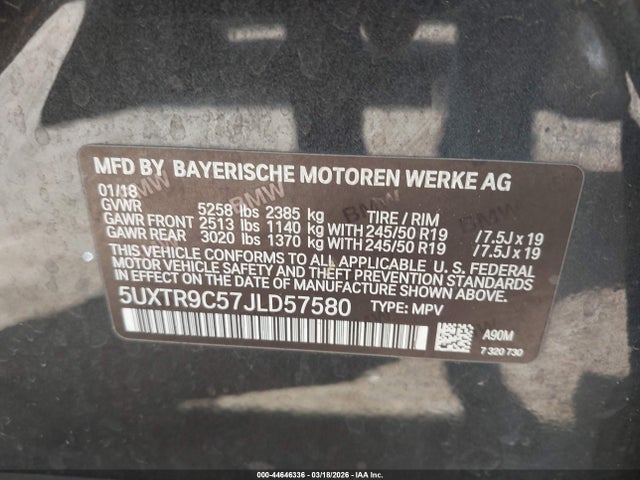 MFD BY BAYERISCHE MOTOREN WERKE AG
01/18
GVWR 5258 lbs 2385 kg TIRE / RIM
GAWR FRONT 2513 lbs 1140 kg WITH 245/50 R19 /7.5J x 19
GAWR REAR 3020 lbs 1370 kg WITH 245/50 R19 /7.5J x 19
THIS VEHICLE CONFORMS TO ALL APPLICABLE U.S. FEDERAL
MOTOR VEHICLE SAFETY AND THEFT PREVENTION STANDARDS
IN EFFECT ON THE DATE OF MANUFACTURE SHOWN ABOVE.
5UXTR9C57JLD57580 TYPE: MPV
A90M
7 320 730
000-44646336 | 03/18/2026 | IAA Inc.